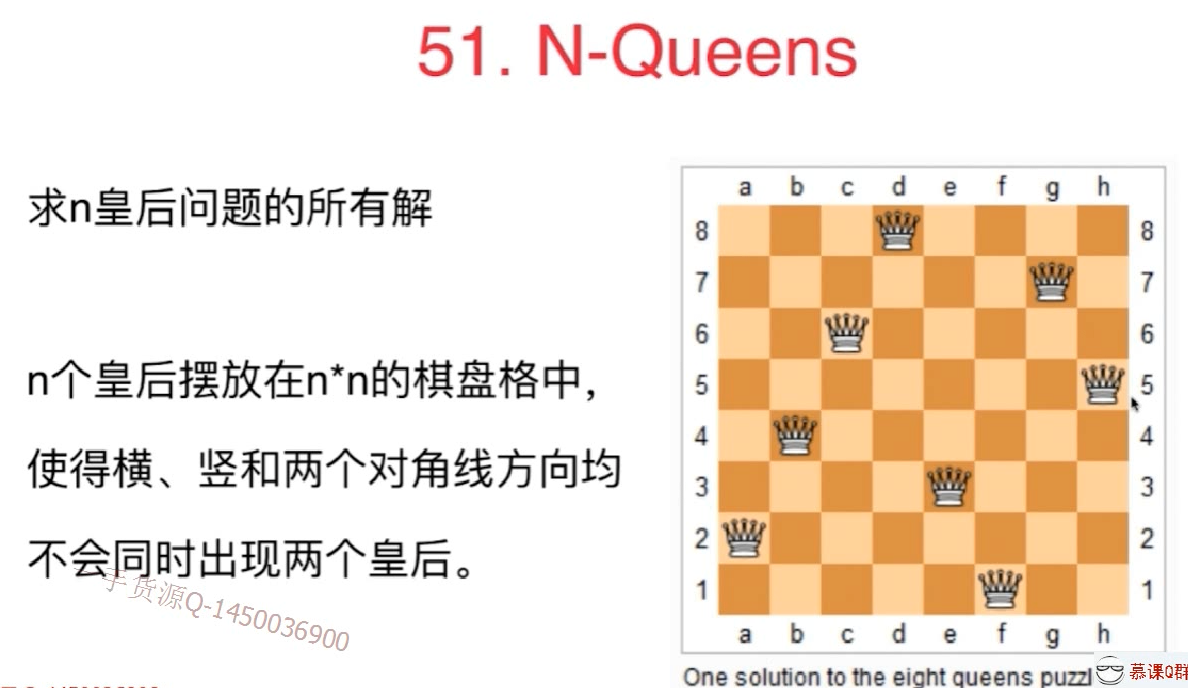 51. N-Queens
求n皇后问题的所有解
n个皇后摆放在n*n的棋盘格中，
使得横、竖和两个对角线方向均
不会同时出现两个皇后。
手货源Q-1450036900
a b c d e f g h
8 8
7 7
6 6
5 5
4 4
3 3
2 2
1 1
a b c d e f g h
One solution to the eight queens puzzl
慕课Q群